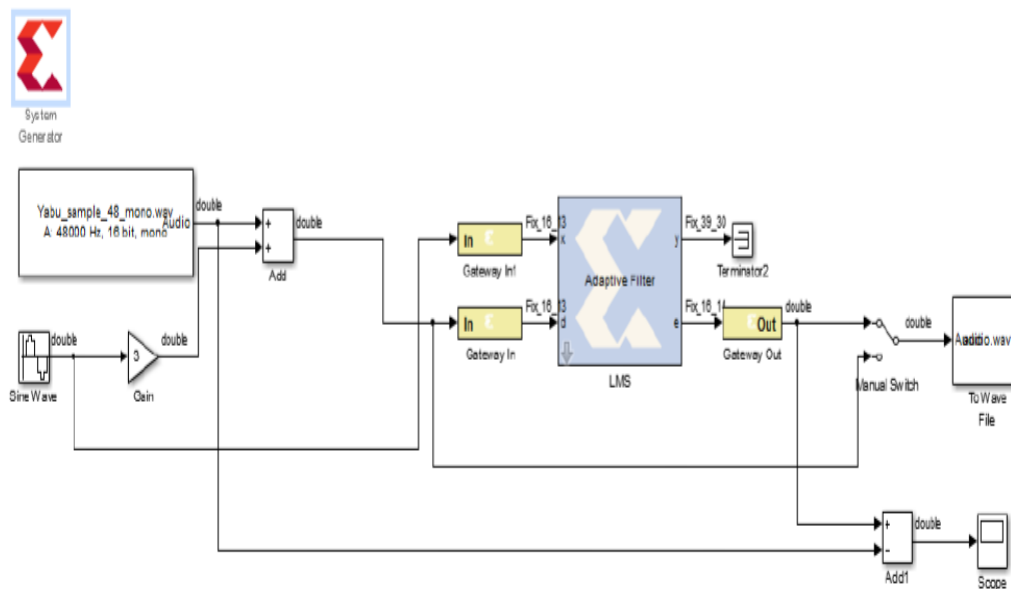 System
Generator
Yabu_sample_48_mono.wav
A: 48000 Hz, 16 bit, mono
Audio
double
+
+
Add
double
double
Sine Wave
3
Gain
double
In
Gateway In1
Fix_16_13
In
Gateway In
Fix_16_13
x
d
Adaptive Filter
y
e
LMS
Fix_39_30
Terminator2
Fix_16_14
Out
Gateway Out
double
Manual Switch
double
Audio
audio.wav
To Wave
File
+
−
Add1
double
Scope